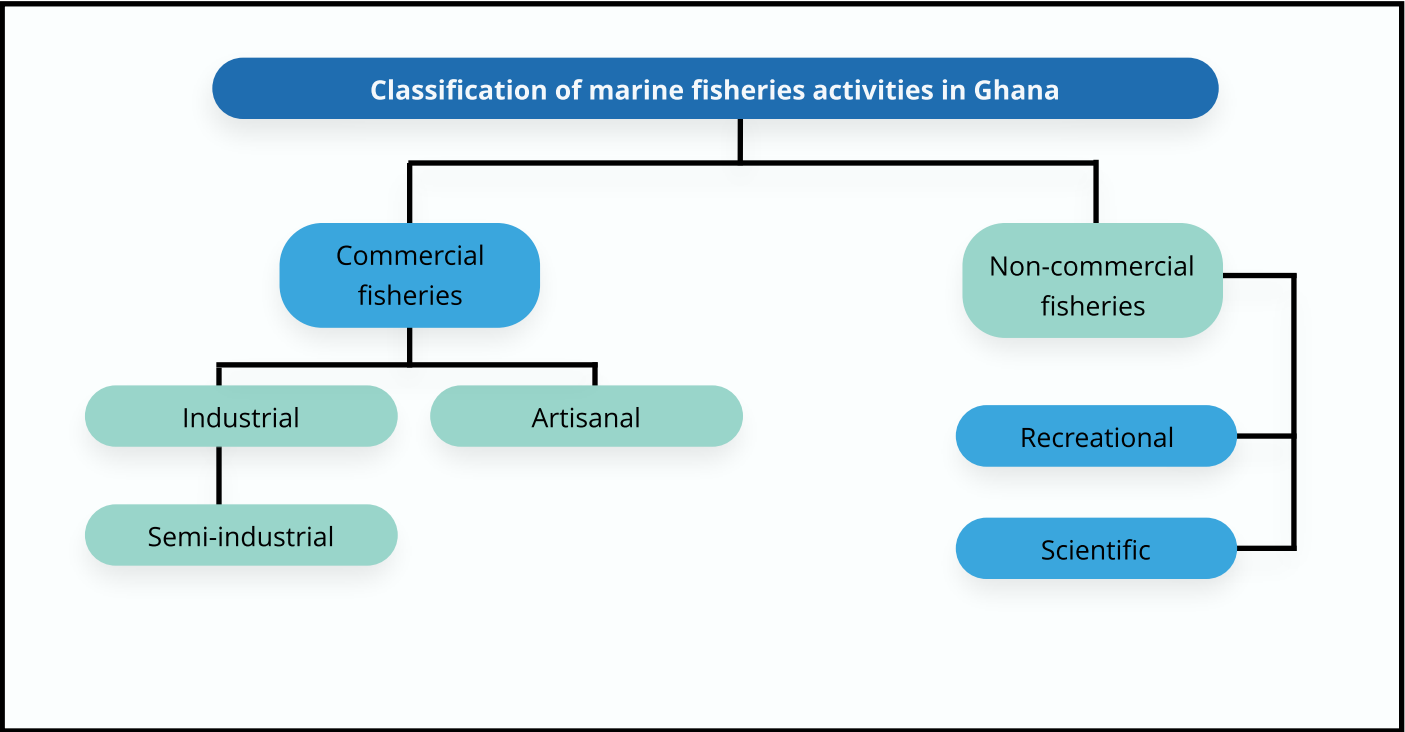 Classification of marine fisheries activities in Ghana
Commercial
fisheries
Non-commercial
fisheries
Industrial
Artisanal
Recreational
Semi-industrial
Scientific